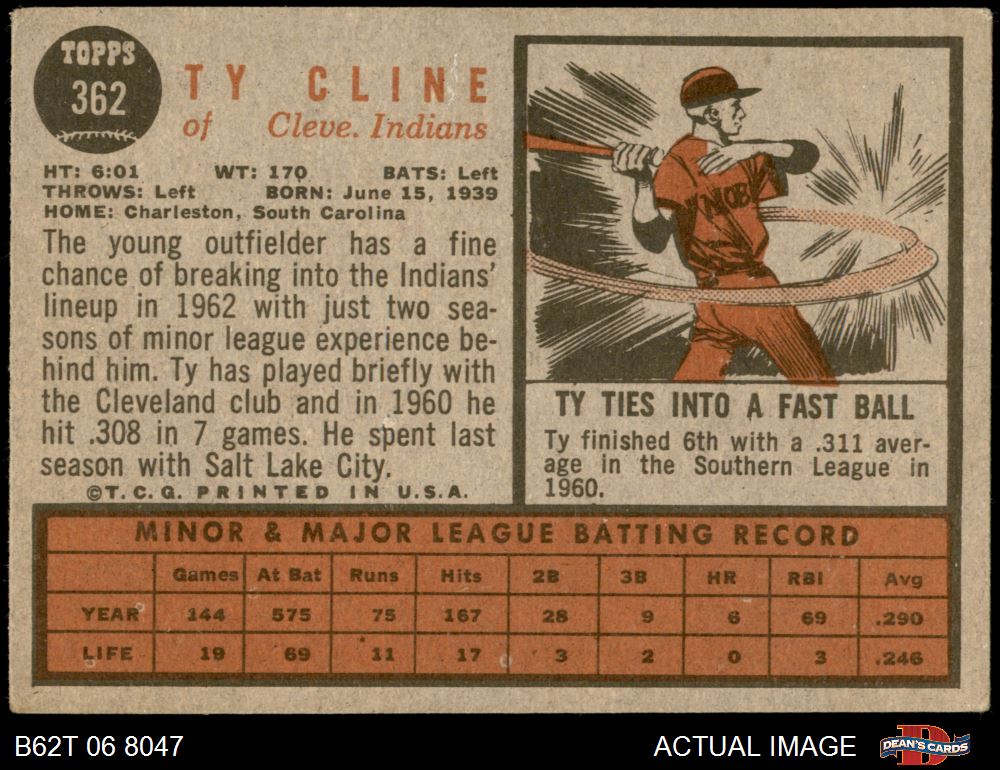 TOPPS
362
TY CLINE
of Cleve. Indians
HT: 6:01 WT: 170 BATS: Left
THROWS: Left BORN: June 15, 1939
HOME: Charleston, South Carolina
The young outfielder has a fine
chance of breaking into the Indians'
lineup in 1962 with just two sea-
sons of minor league experience be-
hind him. Ty has played briefly with
the Cleveland club and in 1960 he
hit .308 in 7 games. He spent last
season with Salt Lake City.
©T.C.G. PRINTED IN U.S.A.
TY TIES INTO A FAST BALL
Ty finished 6th with a .311 aver-
age in the Southern League in
1960.
MINOR & MAJOR LEAGUE BATTING RECORD
Games At Bat Runs Hits 2B 3B HR RBI Avg
YEAR 144 575 75 167 28 9 6 69 .290
LIFE 19 69 11 17 3 2 0 3 .246
B62T 06 8047
ACTUAL IMAGE
D
DEAN'S CARDS